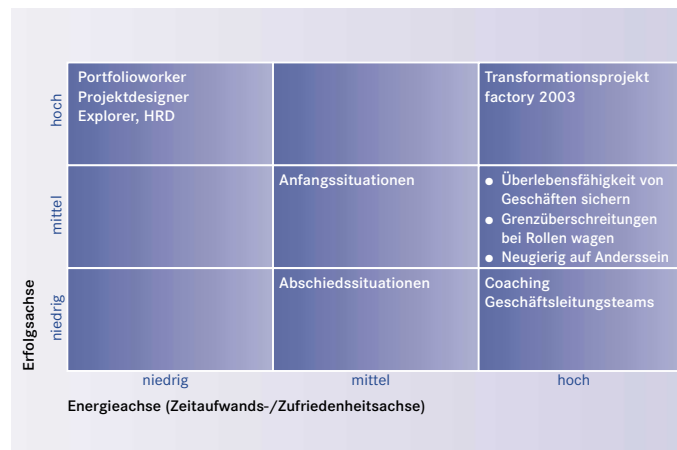 Portfolioworker
Projektdesigner
Explorer, HRD
Transformationsprojekt
factory 2003
hoch
Anfangssituationen
● Überlebensfähigkeit von
Geschäften sichern
● Grenzüberschreitungen
bei Rollen wagen
● Neugierig auf Anderssein
mittel
Abschiedssituationen
Coaching
Geschäftsleitungsteams
niedrig
Erfolgsachse
niedrig
mittel
hoch
Energieachse (Zeitaufwands-/Zufriedenheitsachse)